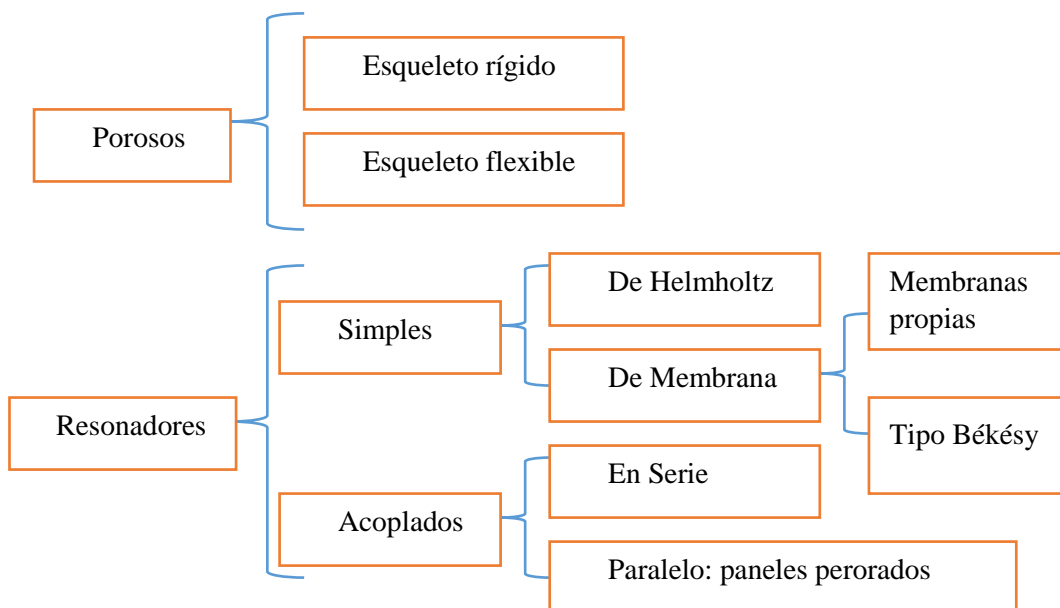 Porosos
Esqueleto rígido
Esqueleto flexible
Resonadores
Simples
De Helmholtz
De Membrana
Membranas
propias
Tipo Békésy
Acoplados
En Serie
Paralelo: paneles perorados